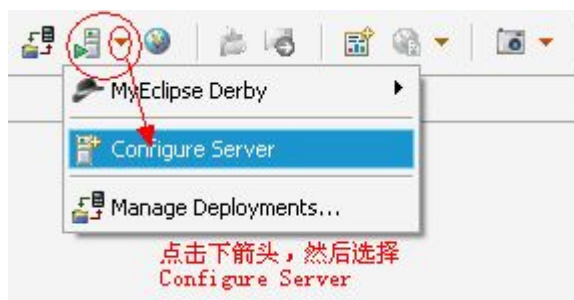 MyEclipse Derby
Configure Server
Manage Deployments...
点击下箭头，然后选择
Configure Server